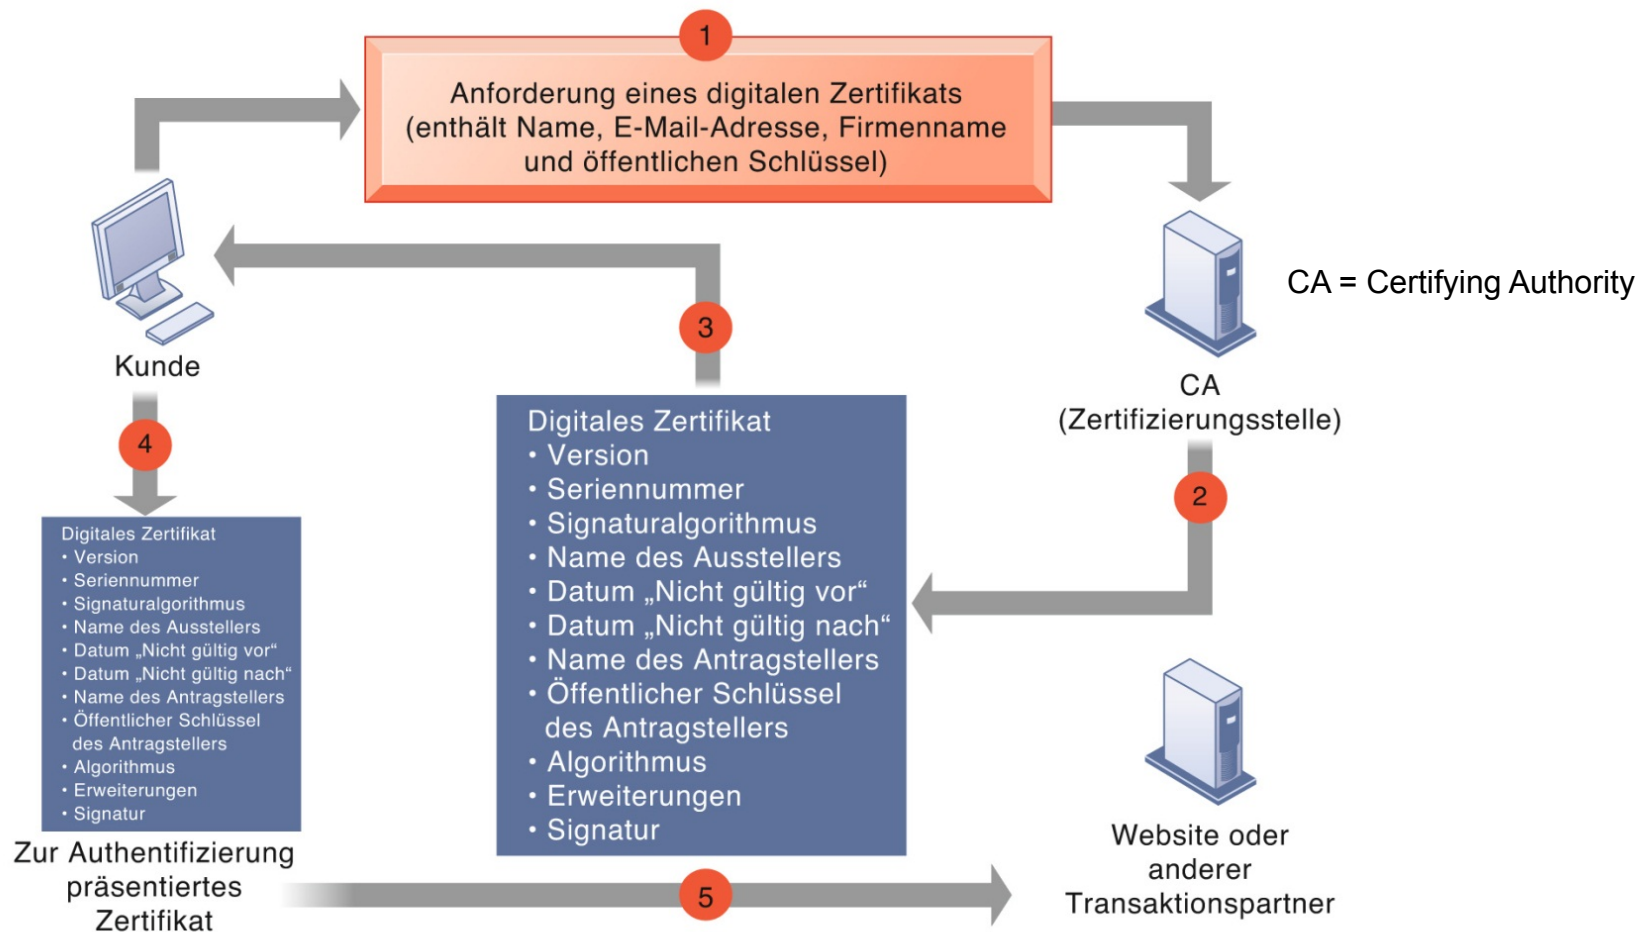 1
Anforderung eines digitalen Zertifikats
(enthält Name, E-Mail-Adresse, Firmenname
und öffentlichen Schlüssel)
CA = Certifying Authority
3
Kunde
CA
(Zertifizierungsstelle)
4
2
Digitales Zertifikat
• Version
• Seriennummer
• Signaturalgorithmus
• Name des Ausstellers
• Datum „Nicht gültig vor“
• Datum „Nicht gültig nach“
• Name des Antragstellers
• Öffentlicher Schlüssel
des Antragstellers
• Algorithmus
• Erweiterungen
• Signatur
Digitales Zertifikat
• Version
• Seriennummer
• Signaturalgorithmus
• Name des Ausstellers
• Datum „Nicht gültig vor“
• Datum „Nicht gültig nach“
• Name des Antragstellers
• Öffentlicher Schlüssel
des Antragstellers
• Algorithmus
• Erweiterungen
• Signatur
Zur Authentifizierung
präsentiertes
Zertifikat
5
Website oder
anderer
Transaktionspartner